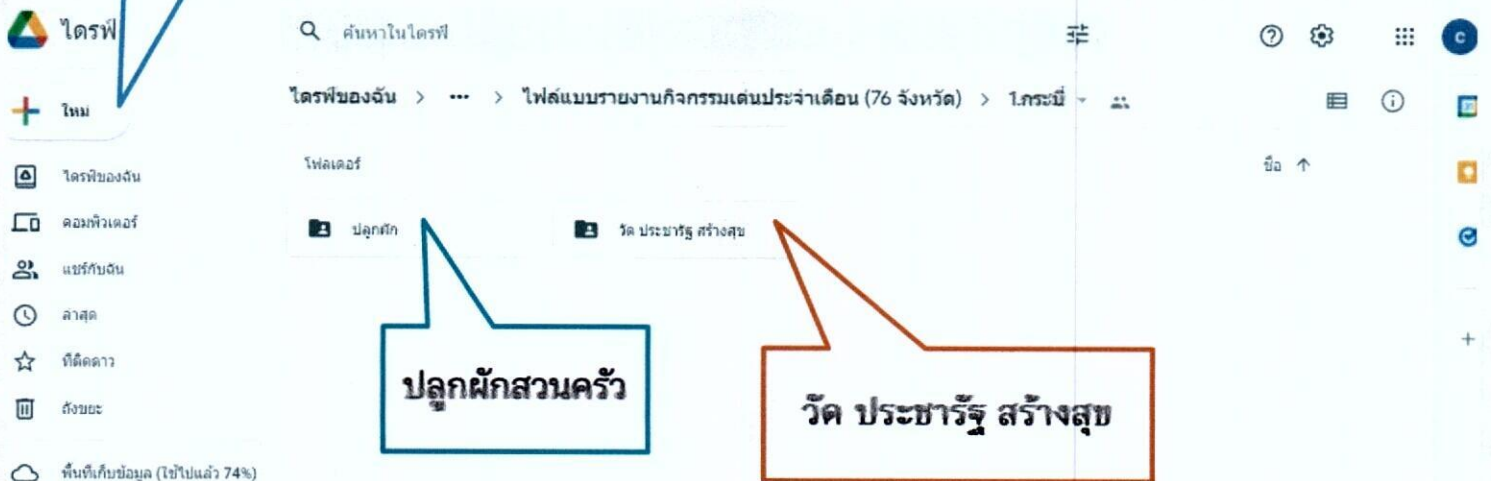 ไดรฟ์
ค้นหาในไดรฟ์
C
ใหม่
ไดรฟ์ของฉัน > ... > ไฟล์แบบรายงานกิจกรรมเด่นประจำเดือน (76 จังหวัด) > 1.กระบี่
ไดรฟ์ของฉัน
โฟลเดอร์
ชื่อ ↑
คอมพิวเตอร์
ปลูกผัก
วัด ประชารัฐ สร้างสุข
แชร์กับฉัน
ล่าสุด
ที่ติดดาว
ถังขยะ
พื้นที่เก็บข้อมูล (ใช้ไปแล้ว 74%)
ปลูกผักสวนครัว
วัด ประชารัฐ สร้างสุข